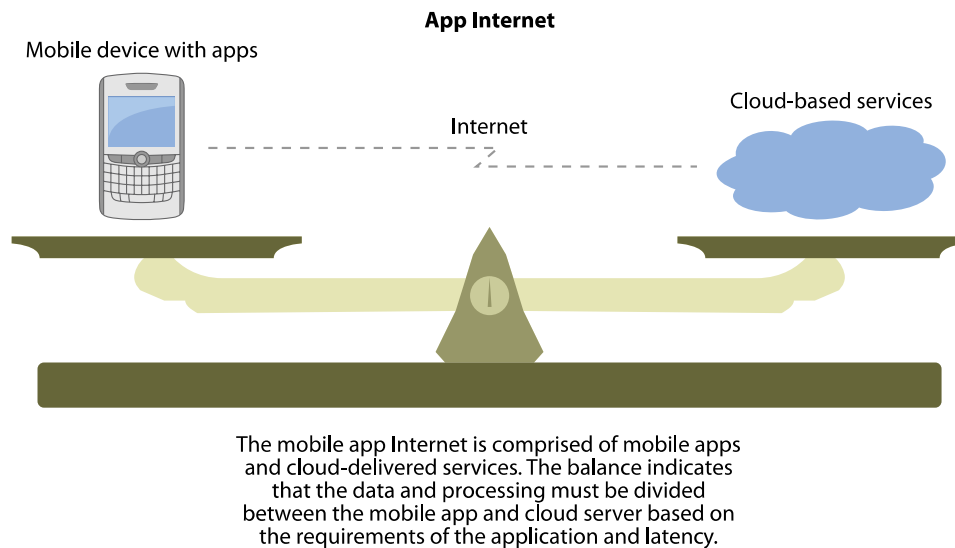 App Internet
Mobile device with apps
Cloud-based services
Internet
The mobile app Internet is comprised of mobile apps
and cloud-delivered services. The balance indicates
that the data and processing must be divided
between the mobile app and cloud server based on
the requirements of the application and latency.